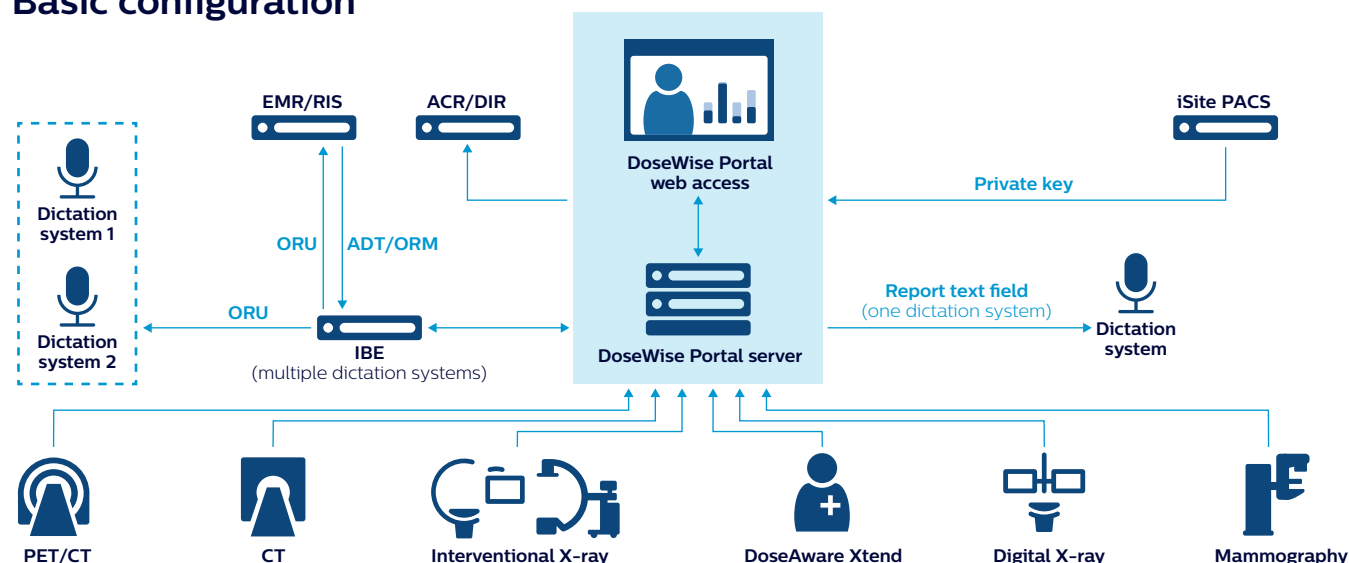 Basic configuration
EMR/RIS
ACR/DIR
iSite PACS
DoseWise Portal
web access
Private key
Dictation
system 1
ORU
ADT/ORM
Report text field
(one dictation system)
Dictation
system
ORU
Dictation
system 2
IBE
(multiple dictation systems)
DoseWise Portal server
PET/CT
CT
Interventional X-ray
DoseAware Xtend
Digital X-ray
Mammography